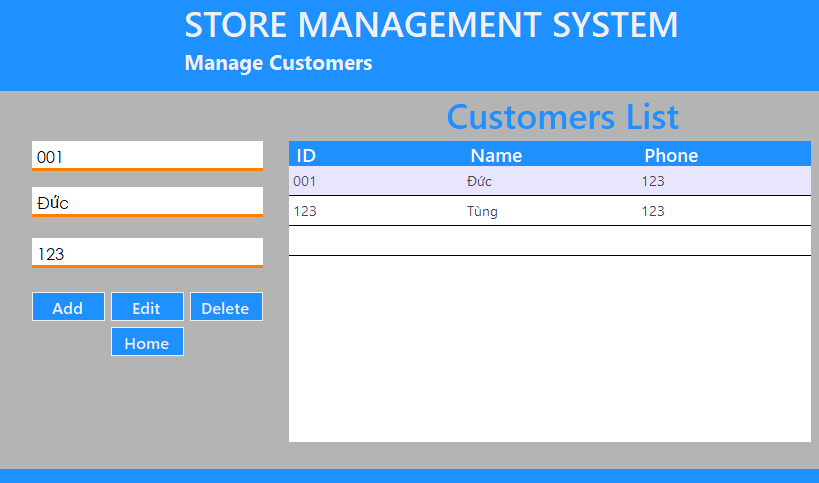 STORE MANAGEMENT SYSTEM
Manage Customers
Customers List
001
Đức
123
Add Edit Delete
Home
ID Name Phone
001 Đức 123
123 Tùng 123